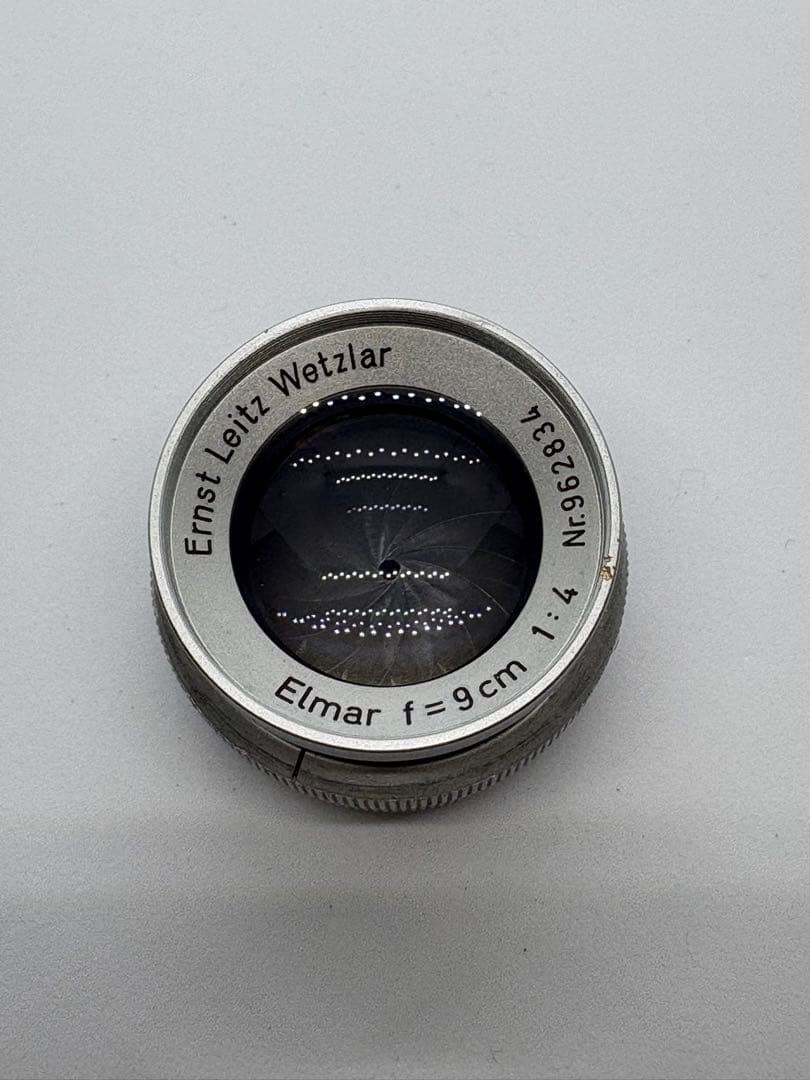 Ernst Leitz Wetzlar
Nr.962834
Elmar f=9cm 1:4